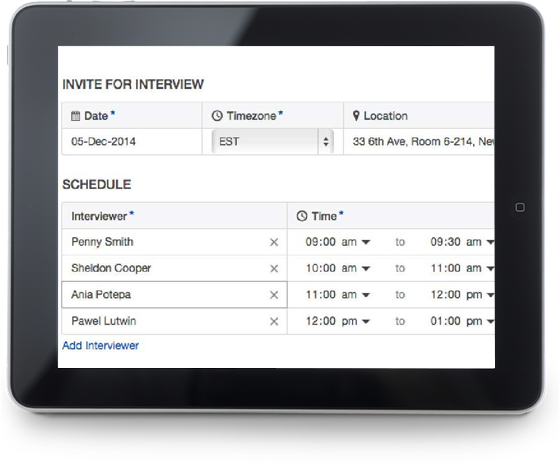 INVITE FOR INTERVIEW
Date * Timezone * Location
05-Dec-2014 EST 33 6th Ave, Room 6-214, New
SCHEDULE
Interviewer * Time *
Penny Smith × 09:00 am to 09:30 am
Sheldon Cooper × 10:00 am to 11:00 am
Ania Potepa × 11:00 am to 12:00 pm
Pawel Lutwin × 12:00 pm to 01:00 pm
Add Interviewer